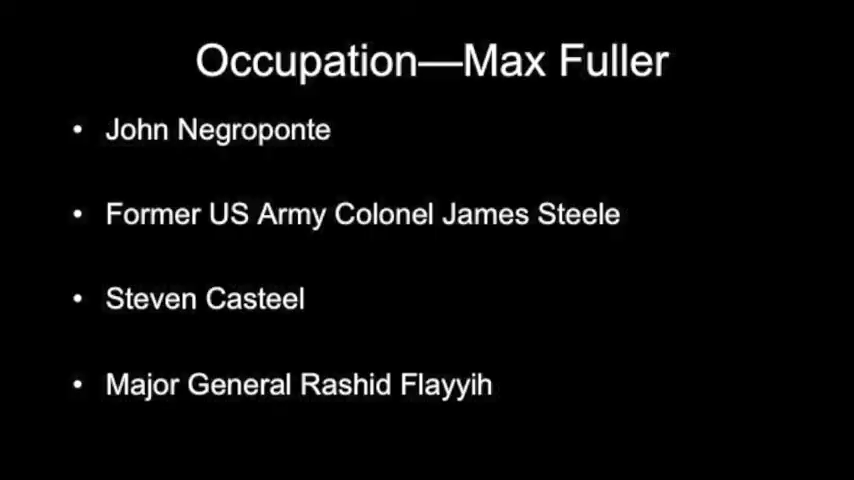 Occupation—Max Fuller
• John Negroponte
• Former US Army Colonel James Steele
• Steven Casteel
• Major General Rashid Flayyih